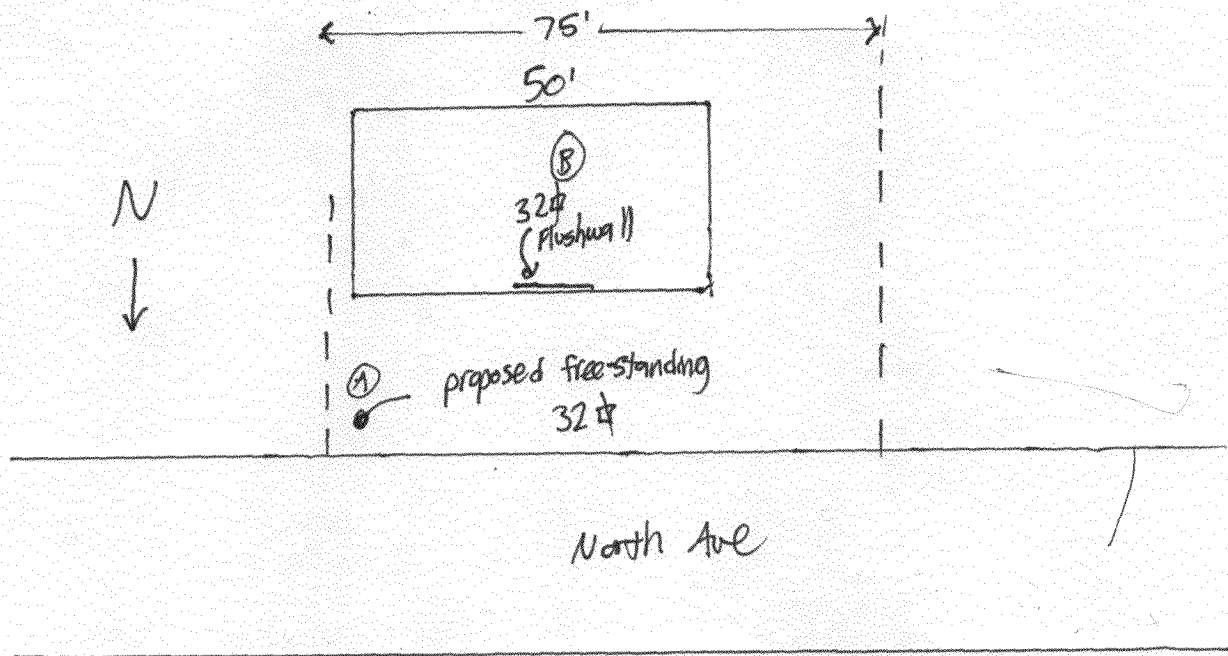 75'
50'
N
B
32⌽
Flushwall
A
proposed free-standing
32⌽
North Ave